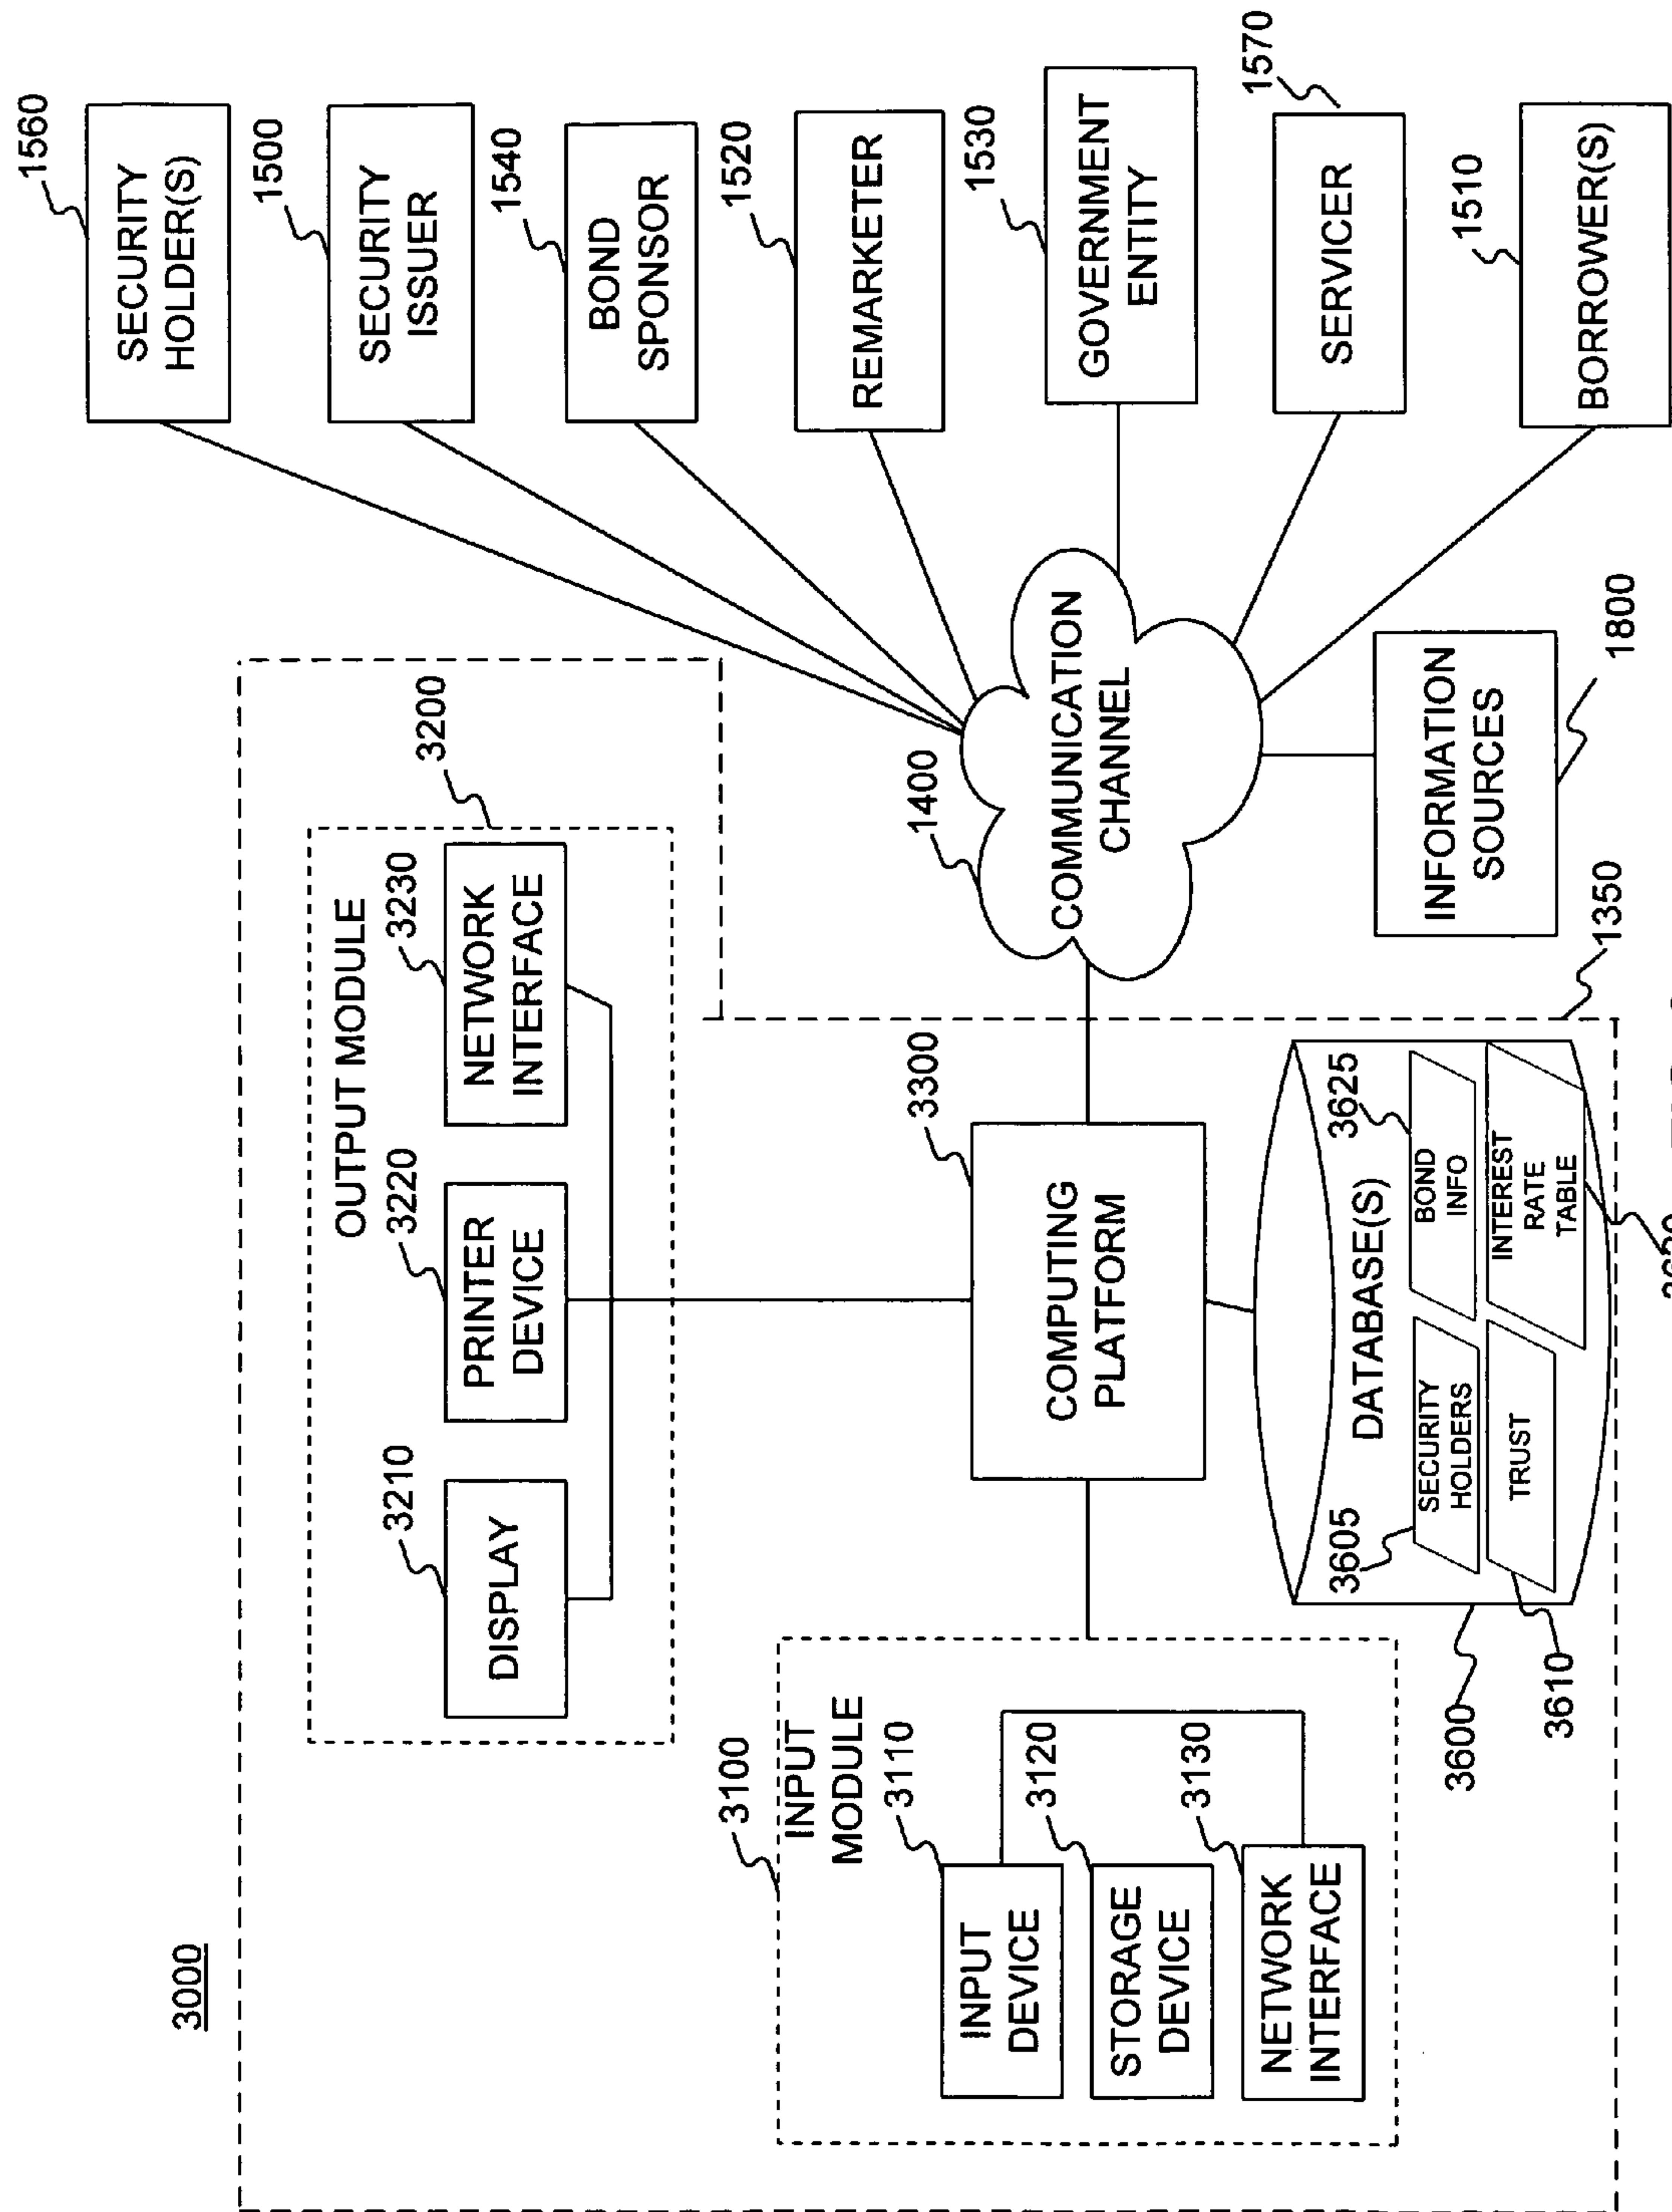 3000
OUTPUT MODULE
3200
3210
DISPLAY
3220
PRINTER
DEVICE
3230
NETWORK
INTERFACE
3100
INPUT
MODULE
3110
INPUT
DEVICE
3120
STORAGE
DEVICE
3130
NETWORK
INTERFACE
3300
COMPUTING
PLATFORM
DATABASE(S)
3600
3605
SECURITY
HOLDERS
3625
BOND
INFO
3610
TRUST
INTEREST
RATE
TABLE
1350
1400
COMMUNICATION
CHANNEL
INFORMATION
SOURCES
1800
1560
SECURITY
HOLDER(S)
1500
SECURITY
ISSUER
1540
BOND
SPONSOR
1520
REMARKETER
1530
GOVERNMENT
ENTITY
1570
SERVICER
1510
BORROWER(S)